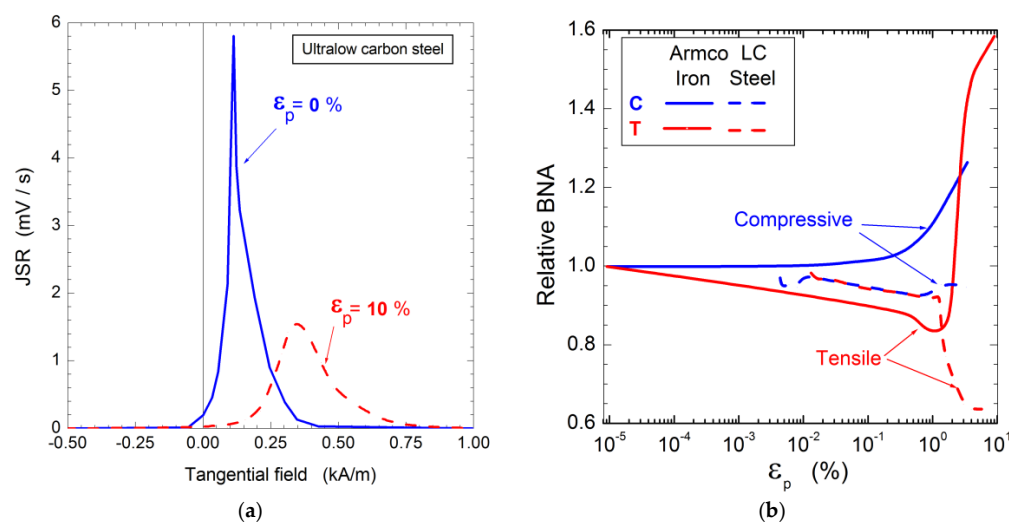 6
5
4
3
2
1
0
JSR (mV / s)
Ultralow carbon steel
εp= 0 %
εp= 10 %
-0.50 -0.25 0.00 0.25 0.50 0.75 1.00
Tangential field (kA/m)
(a)
1.6
1.4
1.2
1.0
0.8
0.6
Relative BNA
Armco LC
Iron Steel
C
T
Compressive
Tensile
10-5 10-4 10-3 10-2 10-1 100 101
εp (%)
(b)